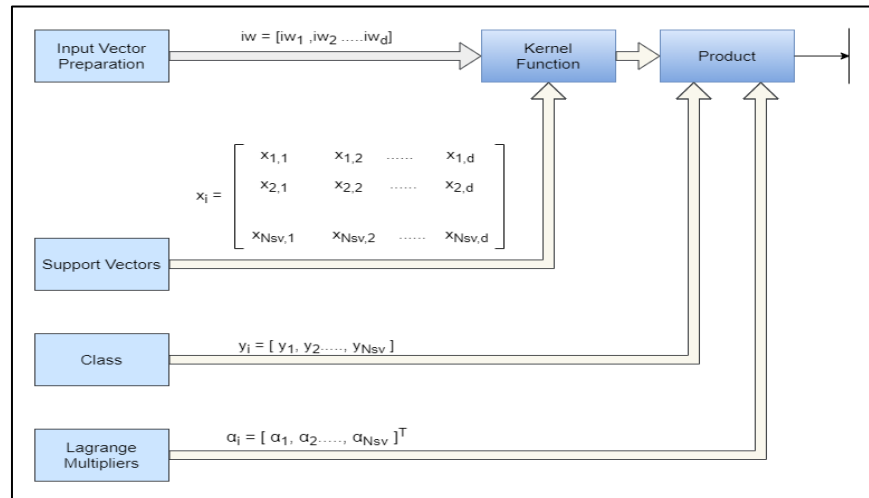 Input Vector
Preparation
iw = [iw1 ,iw2 .....iwd]
Kernel
Function
Product
xi =
x1,1 x1,2 ...... x1,d
x2,1 x2,2 ...... x2,d
xNsv,1 xNsv,2 ...... xNsv,d
Support Vectors
Class
yi = [ y1, y2....., yNsv ]
Lagrange
Multipliers
αi = [ α1, α2....., αNsv ]T